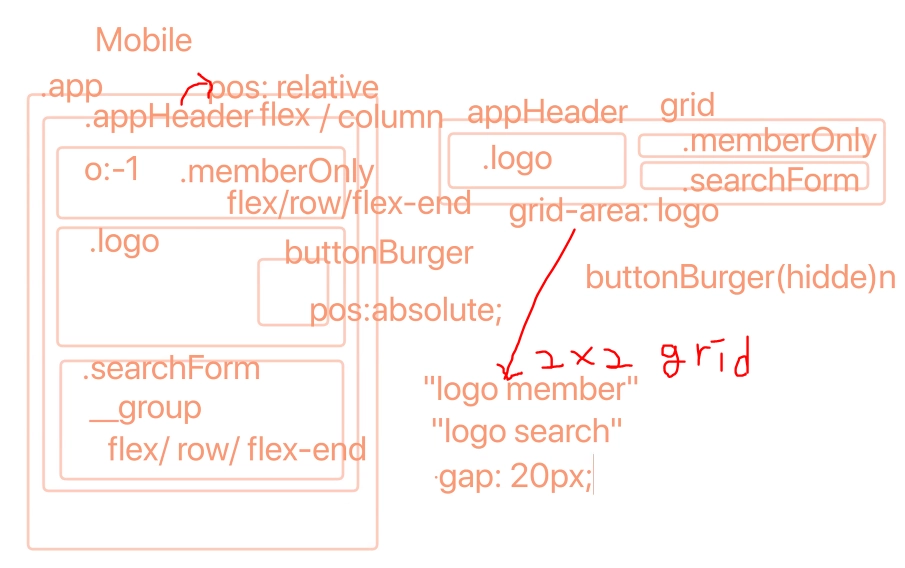 Mobile
.app
pos: relative
.appHeader flex / column
o:-1 .memberOnly
flex/row/flex-end
.logo
buttonBurger
pos:absolute;
.searchForm
__group
flex/ row/ flex-end
appHeader grid
.logo
.memberOnly
.searchForm
grid-area: logo
buttonBurger(hidde)n
2x2 grid
"logo member"
"logo search"
gap: 20px;